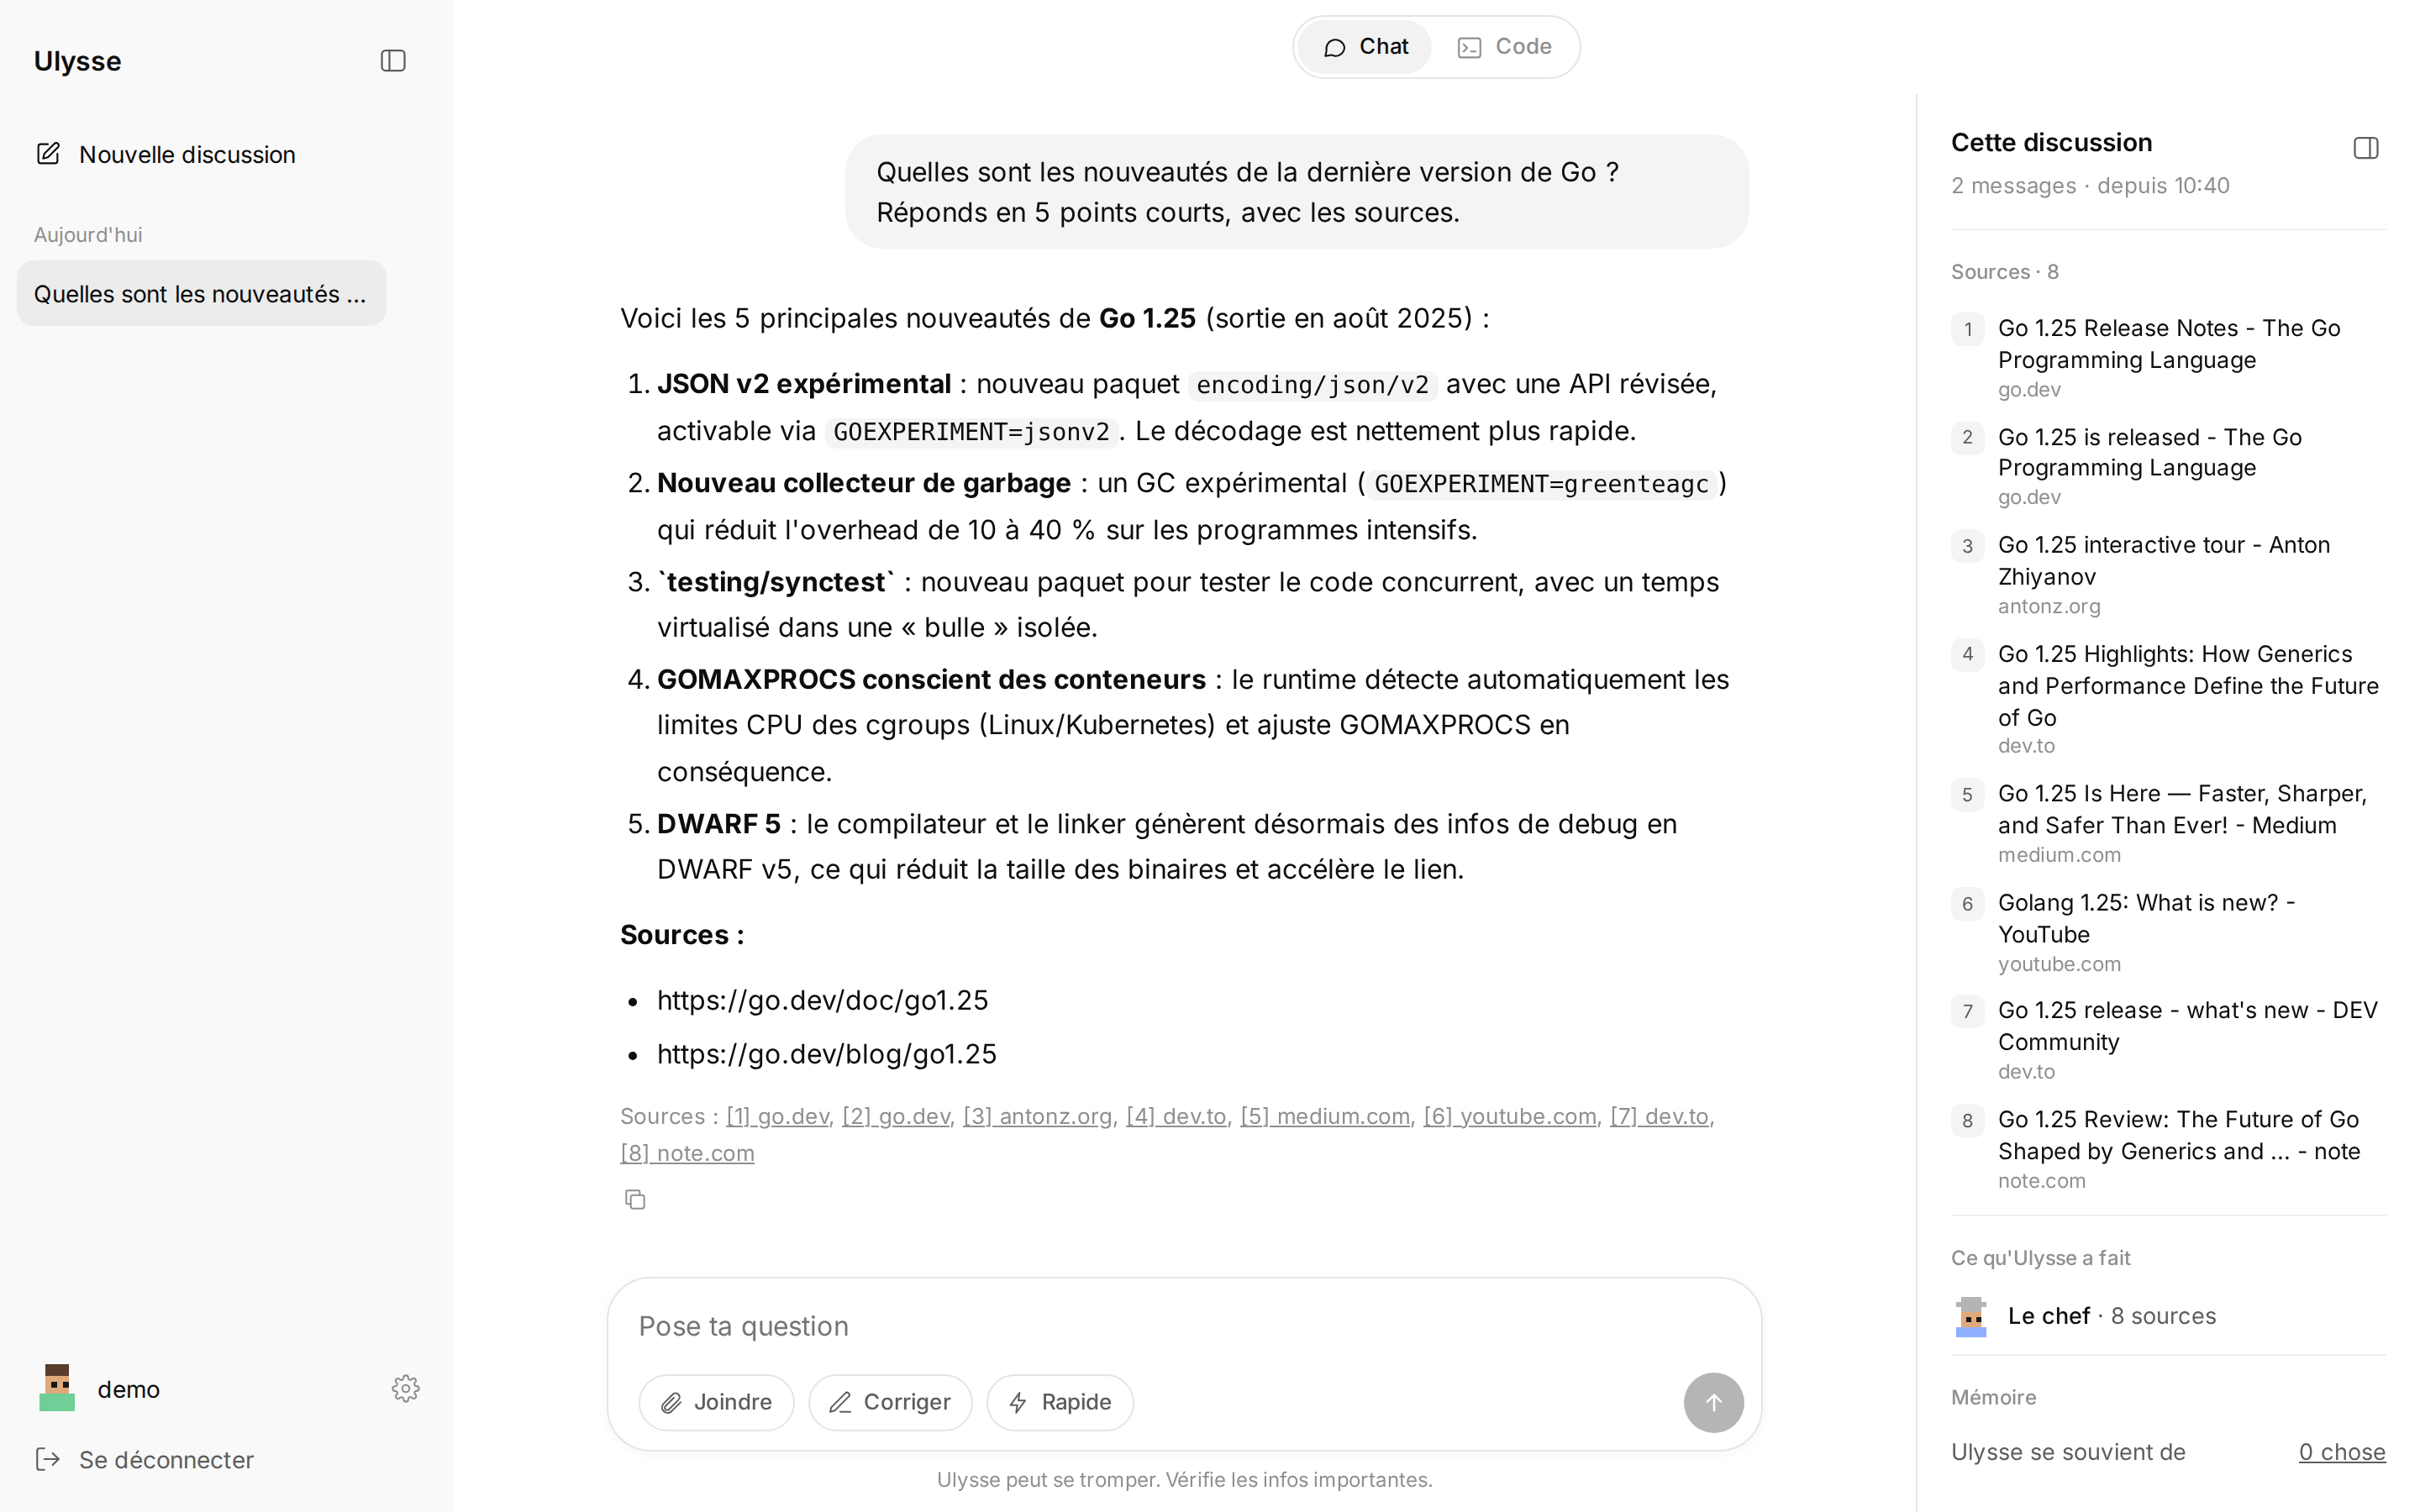 Ulysse
Nouvelle discussion
Aujourd'hui
Quelles sont les nouveautés ...
demo
Se déconnecter
Chat
Code
Quelles sont les nouveautés de la dernière version de Go ?
Réponds en 5 points courts, avec les sources.
Voici les 5 principales nouveautés de Go 1.25 (sortie en août 2025) :
1. JSON v2 expérimental : nouveau paquet encoding/json/v2 avec une API révisée,
activable via GOEXPERIMENT=jsonv2. Le décodage est nettement plus rapide.
2. Nouveau collecteur de garbage : un GC expérimental (GOEXPERIMENT=greenteagc)
qui réduit l'overhead de 10 à 40 % sur les programmes intensifs.
3. `testing/synctest` : nouveau paquet pour tester le code concurrent, avec un temps
virtualisé dans une « bulle » isolée.
4. GOMAXPROCS conscient des conteneurs : le runtime détecte automatiquement les
limites CPU des cgroups (Linux/Kubernetes) et ajuste GOMAXPROCS en
conséquence.
5. DWARF 5 : le compilateur et le linker génèrent désormais des infos de debug en
DWARF v5, ce qui réduit la taille des binaires et accélère le lien.
Sources :
• https://go.dev/doc/go1.25
• https://go.dev/blog/go1.25
Sources : [1] go.dev, [2] go.dev, [3] antonz.org, [4] dev.to, [5] medium.com, [6] youtube.com, [7] dev.to,
[8] note.com
Pose ta question
Joindre
Corriger
Rapide
Ulysse peut se tromper. Vérifie les infos importantes.
Cette discussion
2 messages · depuis 10:40
Sources · 8
1 Go 1.25 Release Notes - The Go
Programming Language
go.dev
2 Go 1.25 is released - The Go
Programming Language
go.dev
3 Go 1.25 interactive tour - Anton
Zhiyanov
antonz.org
4 Go 1.25 Highlights: How Generics
and Performance Define the Future
of Go
dev.to
5 Go 1.25 Is Here — Faster, Sharper,
and Safer Than Ever! - Medium
medium.com
6 Golang 1.25: What is new? -
YouTube
youtube.com
7 Go 1.25 release - what's new - DEV
Community
dev.to
8 Go 1.25 Review: The Future of Go
Shaped by Generics and ... - note
note.com
Ce qu'Ulysse a fait
Le chef · 8 sources
Mémoire
Ulysse se souvient de 0 chose